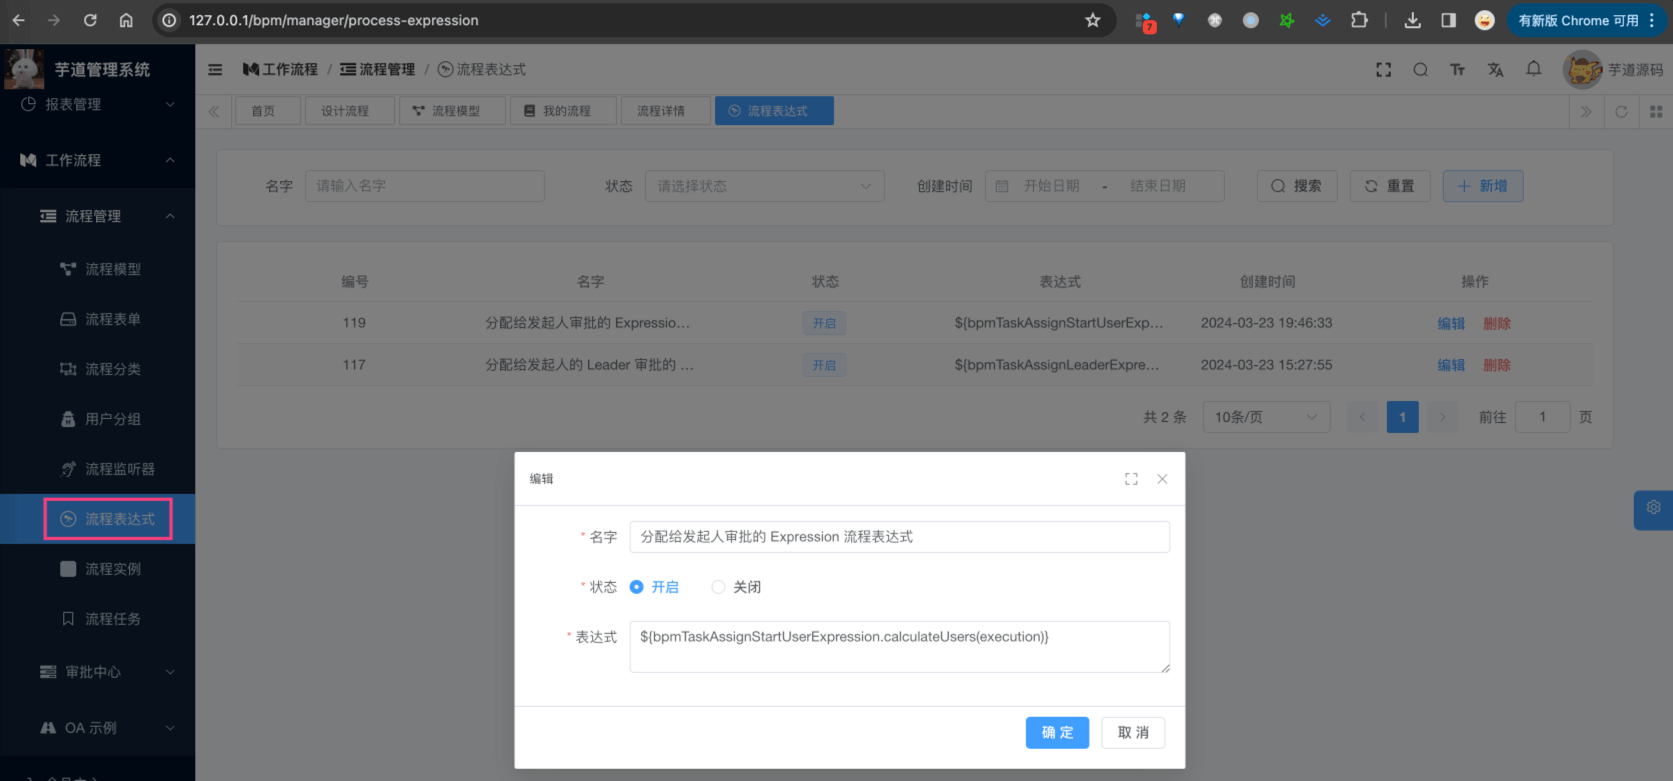 127.0.0.1/bpm/manager/process-expression
7
有新版 Chrome 可用
芋道管理系统
工作流程 / 流程管理 / 流程表达式
芋道源码
报表管理
工作流程
流程管理
流程模型
流程表单
流程分类
用户分组
流程监听器
流程表达式
流程实例
流程任务
审批中心
OA 示例
首页
设计流程
流程模型
我的流程
流程详情
流程表达式
名字 请输入名字
状态 请选择状态
创建时间 开始日期 - 结束日期
搜索
重置
新增
编号 名字 状态 表达式 创建时间 操作
119 分配给发起人审批的 Expressio... 开启 ${bpmTaskAssignStartUserExp... 2024-03-23 19:46:33 编辑 删除
117 分配给发起人的 Leader 审批的 ... 开启 ${bpmTaskAssignLeaderExpre... 2024-03-23 15:27:55 编辑 删除
共 2 条 10条/页 1 前往 1 页
编辑
* 名字 分配给发起人审批的 Expression 流程表达式
* 状态 开启 关闭
* 表达式 ${bpmTaskAssignStartUserExpression.calculateUsers(execution)}
确 定 取 消